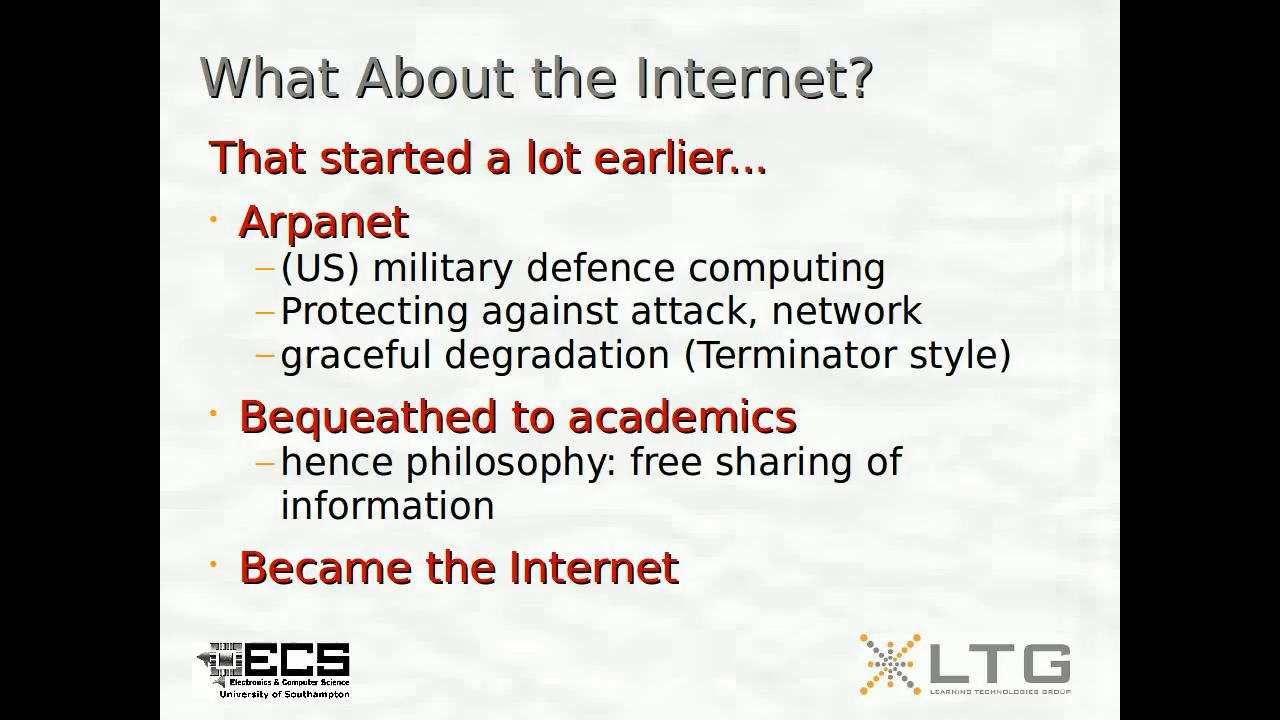 What About the Internet?
That started a lot earlier...
• Arpanet
– (US) military defence computing
– Protecting against attack, network
– graceful degradation (Terminator style)
• Bequeathed to academics
– hence philosophy: free sharing of
information
• Became the Internet
ECS
Electronics & Computer Science
University of Southampton
LTG
LEARNING TECHNOLOGIES GROUP